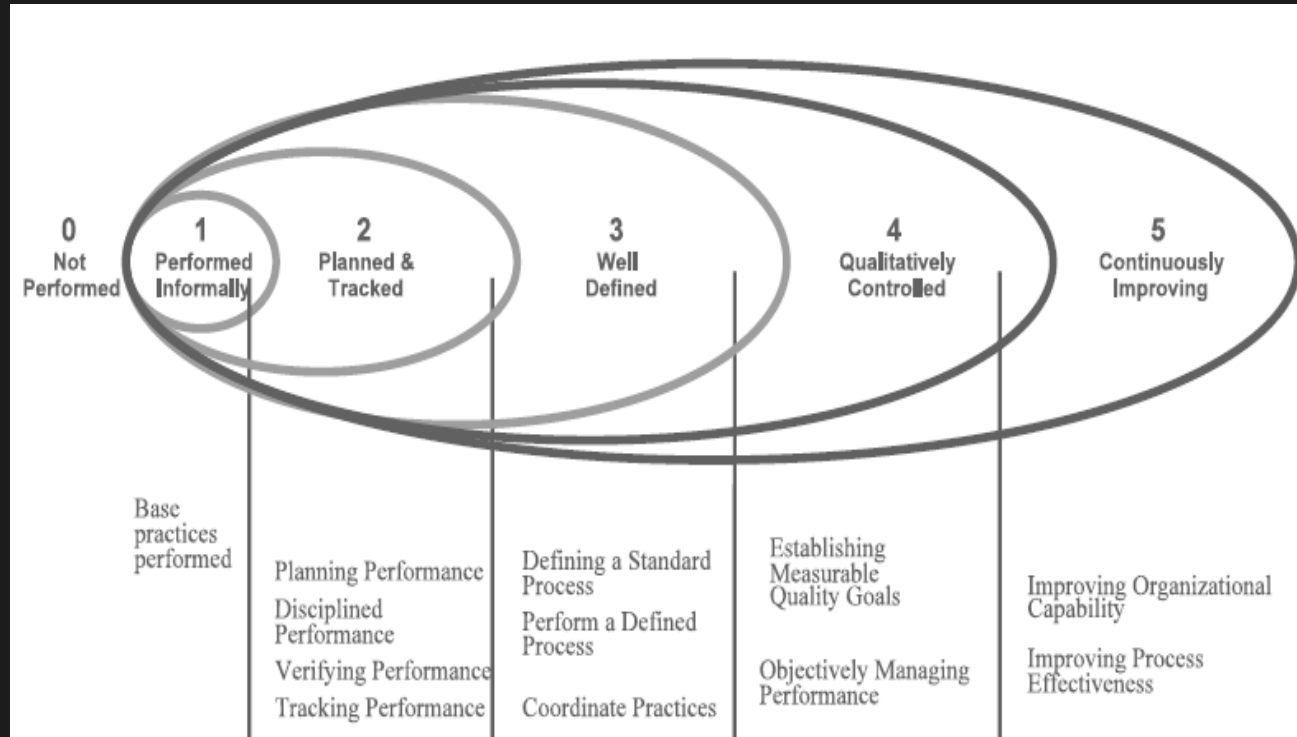 0
Not
Performed
1
Performed
Informally
2
Planned &
Tracked
3
Well
Defined
4
Qualitatively
Controlled
5
Continuously
Improving
Base
practices
performed
Planning Performance
Disciplined
Performance
Verifying Performance
Tracking Performance
Defining a Standard
Process
Perform a Defined
Process
Coordinate Practices
Establishing
Measurable
Quality Goals
Objectively Managing
Performance
Improving Organizational
Capability
Improving Process
Effectiveness